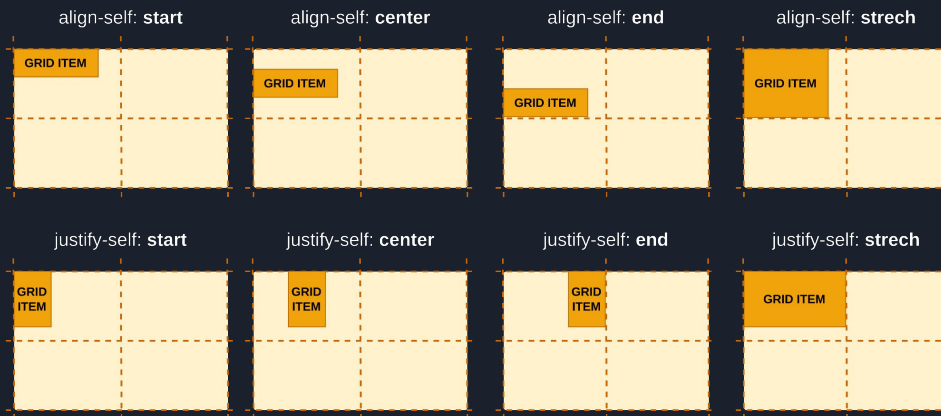 align-self: start
align-self: center
align-self: end
align-self: strech
GRID ITEM
GRID ITEM
GRID ITEM
GRID ITEM
justify-self: start
justify-self: center
justify-self: end
justify-self: strech
GRID
ITEM
GRID
ITEM
GRID
ITEM
GRID ITEM